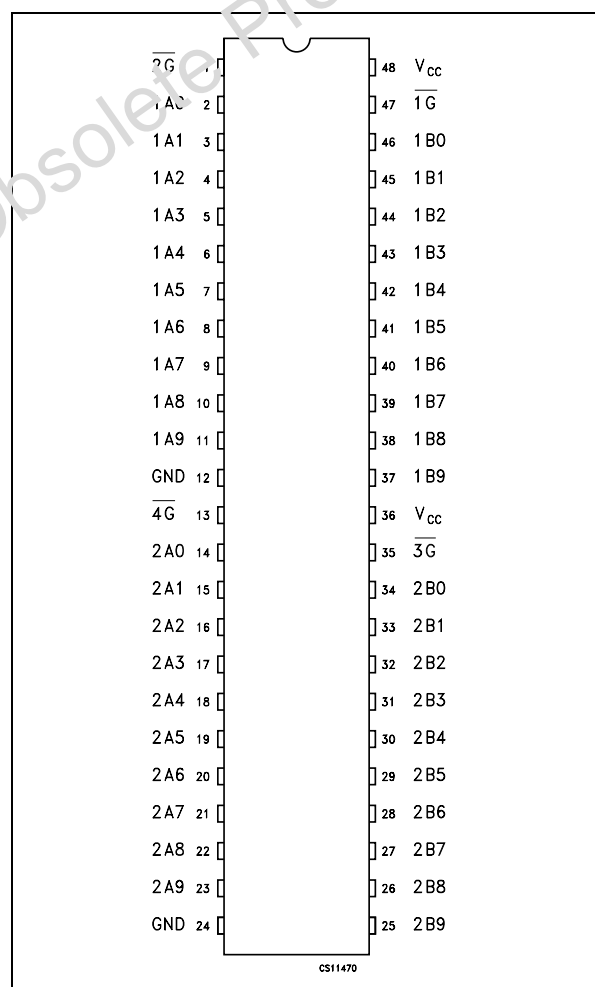 Obsolete Pro
2G̅ 1 48 VCC
1A0 2 47 1G̅
1A1 3 46 1B0
1A2 4 45 1B1
1A3 5 44 1B2
1A4 6 43 1B3
1A5 7 42 1B4
1A6 8 41 1B5
1A7 9 40 1B6
1A8 10 39 1B7
1A9 11 38 1B8
GND 12 37 1B9
4G̅ 13 36 VCC
2A0 14 35 3G̅
2A1 15 34 2B0
2A2 16 33 2B1
2A3 17 32 2B2
2A4 18 31 2B3
2A5 19 30 2B4
2A6 20 29 2B5
2A7 21 28 2B6
2A8 22 27 2B7
2A9 23 26 2B8
GND 24 25 2B9
CS11470